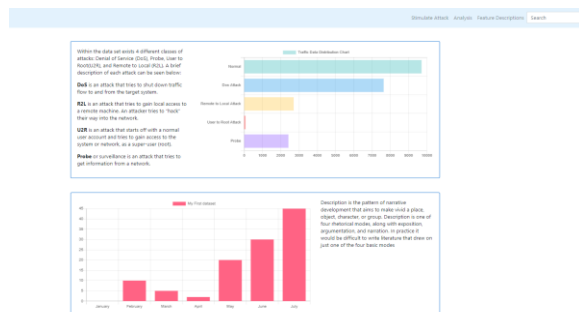 Simulate Attack Analysis Feature Descriptions Search
Within the data set exists 4 different classes of
attacks: Denial of Service (DoS), Probe, User to
Root(U2R), and Remote to Local (R2L). A brief
description of each attack can be seen below:
DoS is an attack that tries to shut down traffic
flow to and from the target system.
R2L is an attack that tries to gain local access to
a remote machine. An attacker tries to "hack"
their way into the network.
U2R is an attack that starts off with a normal
user account and tries to gain access to the
system or network, as a super-user (root).
Probe or surveillance is an attack that tries to
get information from a network.
Traffic Data Distribution Chart
Normal
Dos Attack
Remote to Local Attack
User to Root Attack
Probe
0 1000 2000 3000 4000 5000 6000 7000 8000 9000 10000
My First dataset
45
40
35
30
25
20
15
10
5
0
January February March April May June July
Description is the pattern of narrative
development that aims to make vivid a place,
object, character, or group. Description is one of
four rhetorical modes, along with exposition,
argumentation, and narration. In practice it
would be difficult to write literature that drew on
just one of the four basic modes